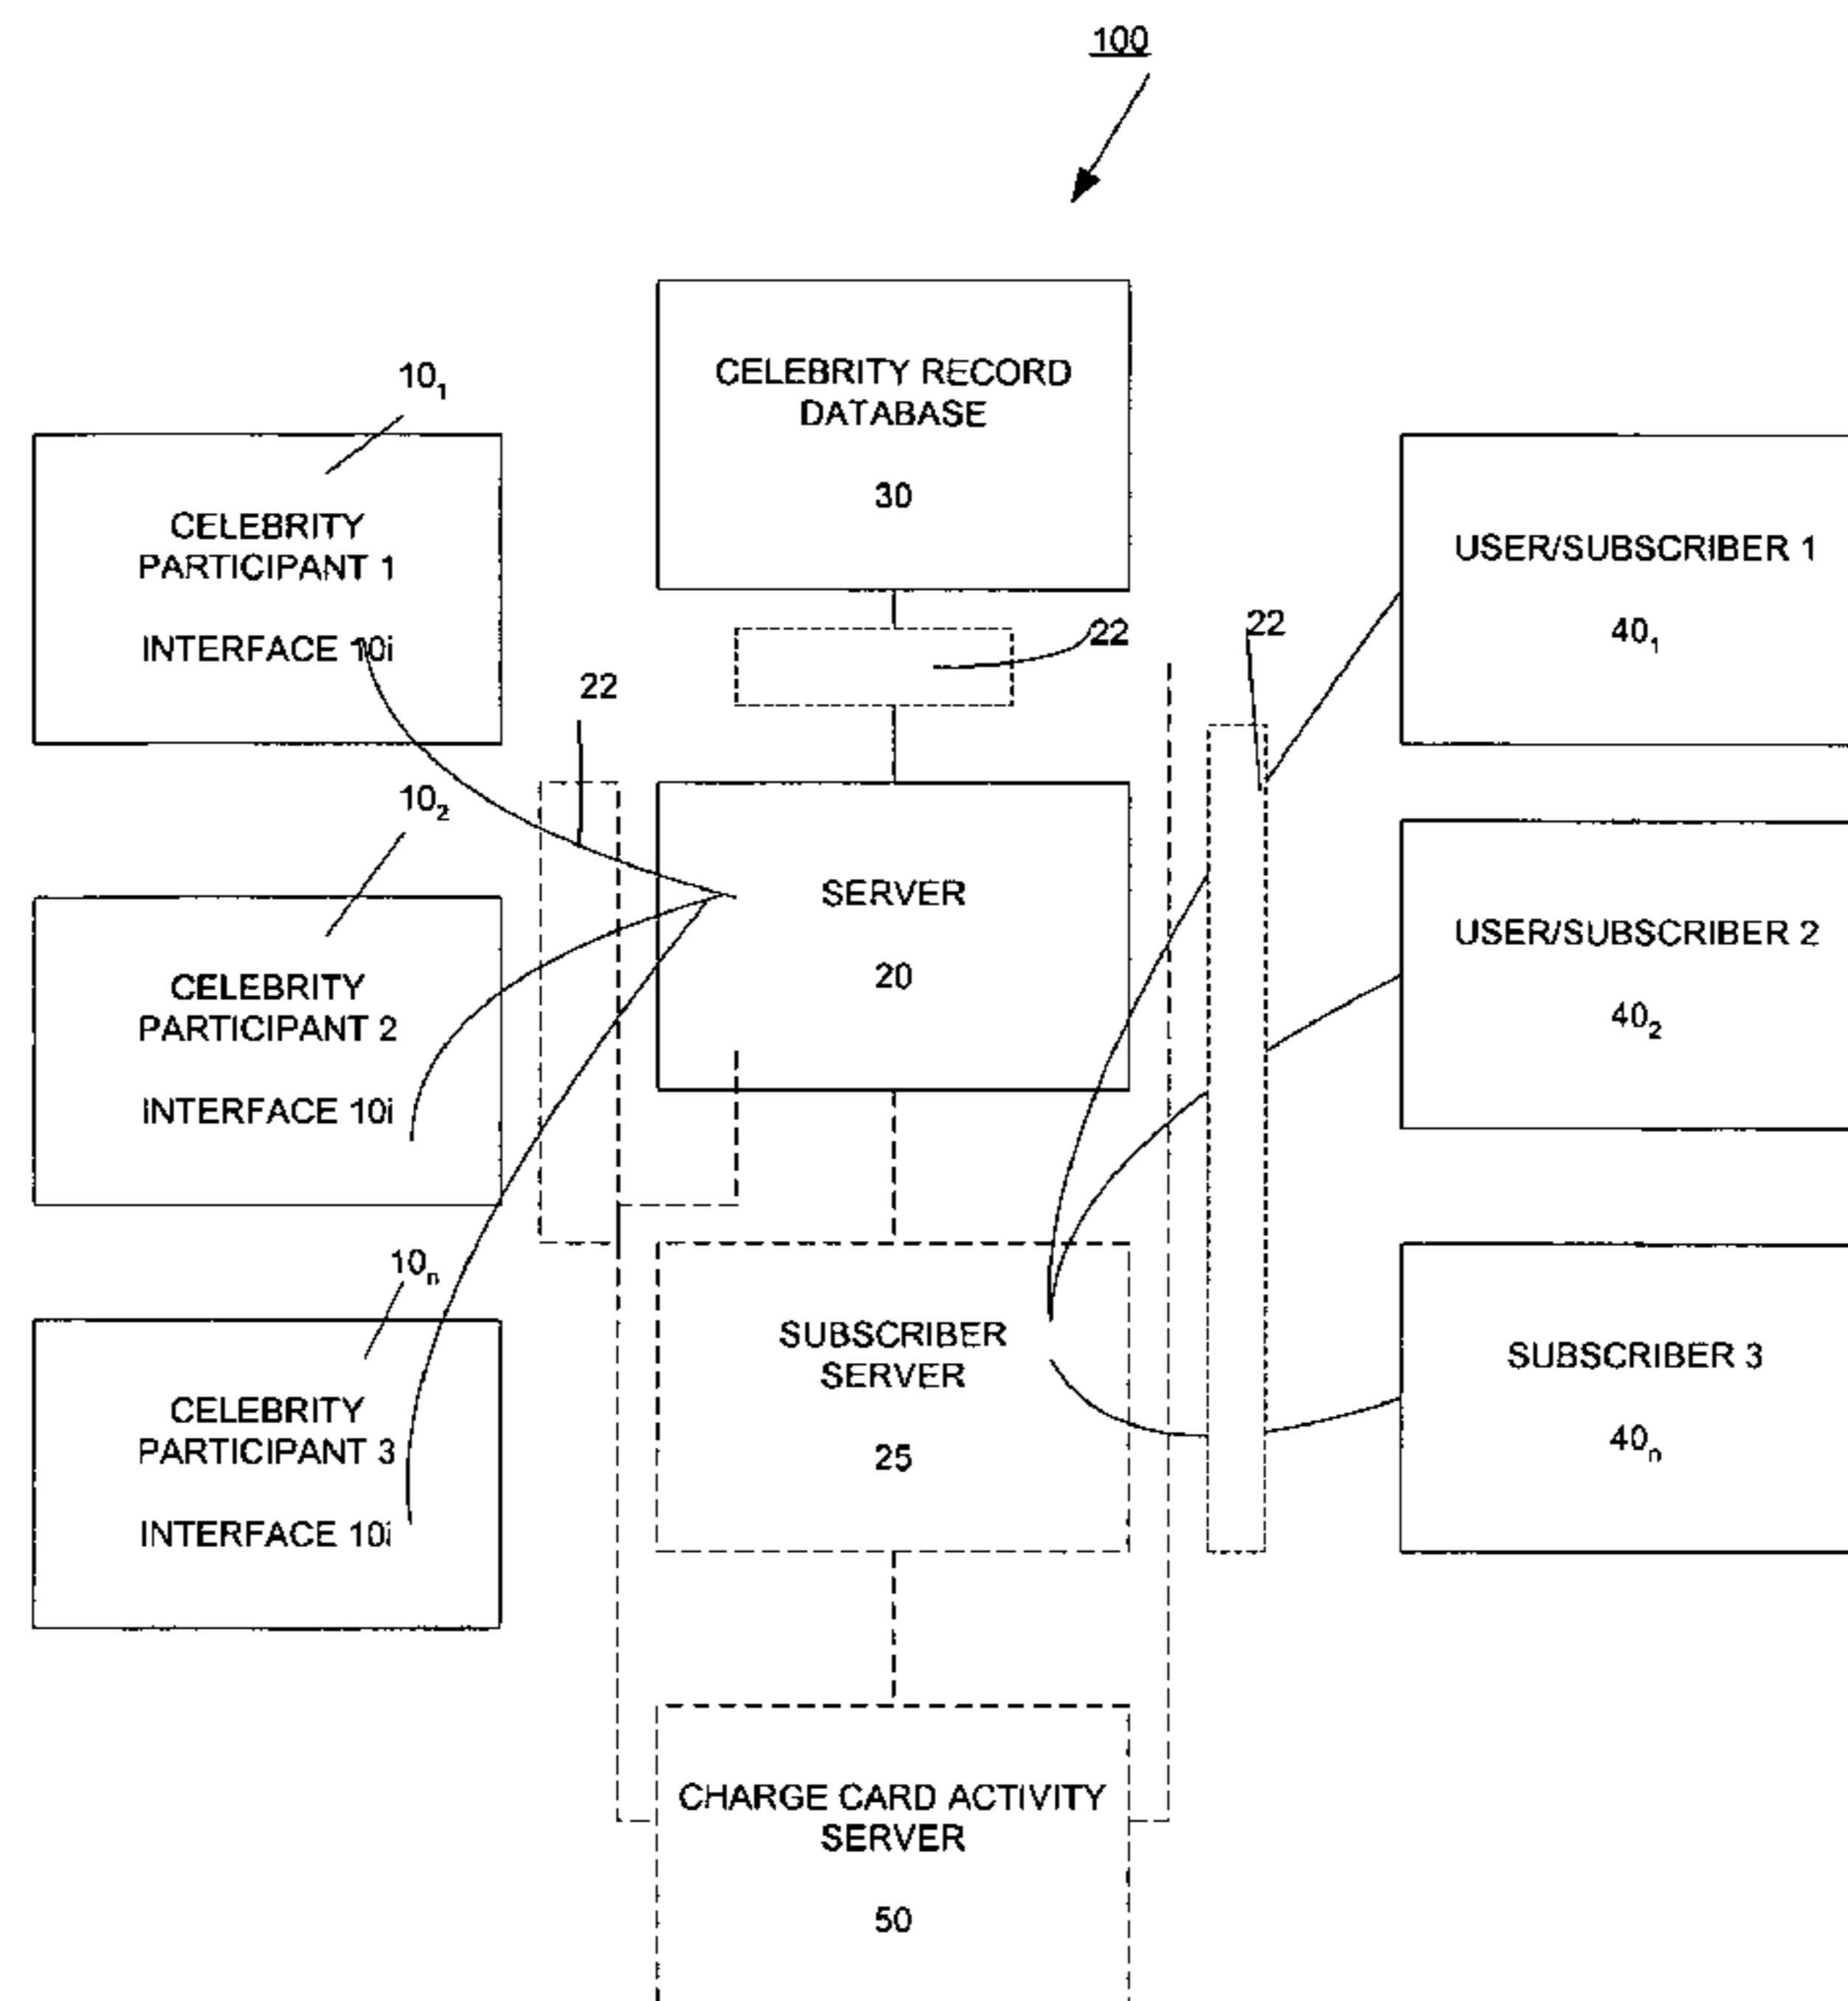 100
CELEBRITY RECORD
DATABASE
30
10₁
CELEBRITY
PARTICIPANT 1
INTERFACE 10i
22
22
22
USER/SUBSCRIBER 1
40₁
10₂
CELEBRITY
PARTICIPANT 2
INTERFACE 10i
SERVER
20
USER/SUBSCRIBER 2
40₂
10ₙ
CELEBRITY
PARTICIPANT 3
INTERFACE 10i
SUBSCRIBER
SERVER
25
SUBSCRIBER 3
40ₙ
CHARGE CARD ACTIVITY
SERVER
50